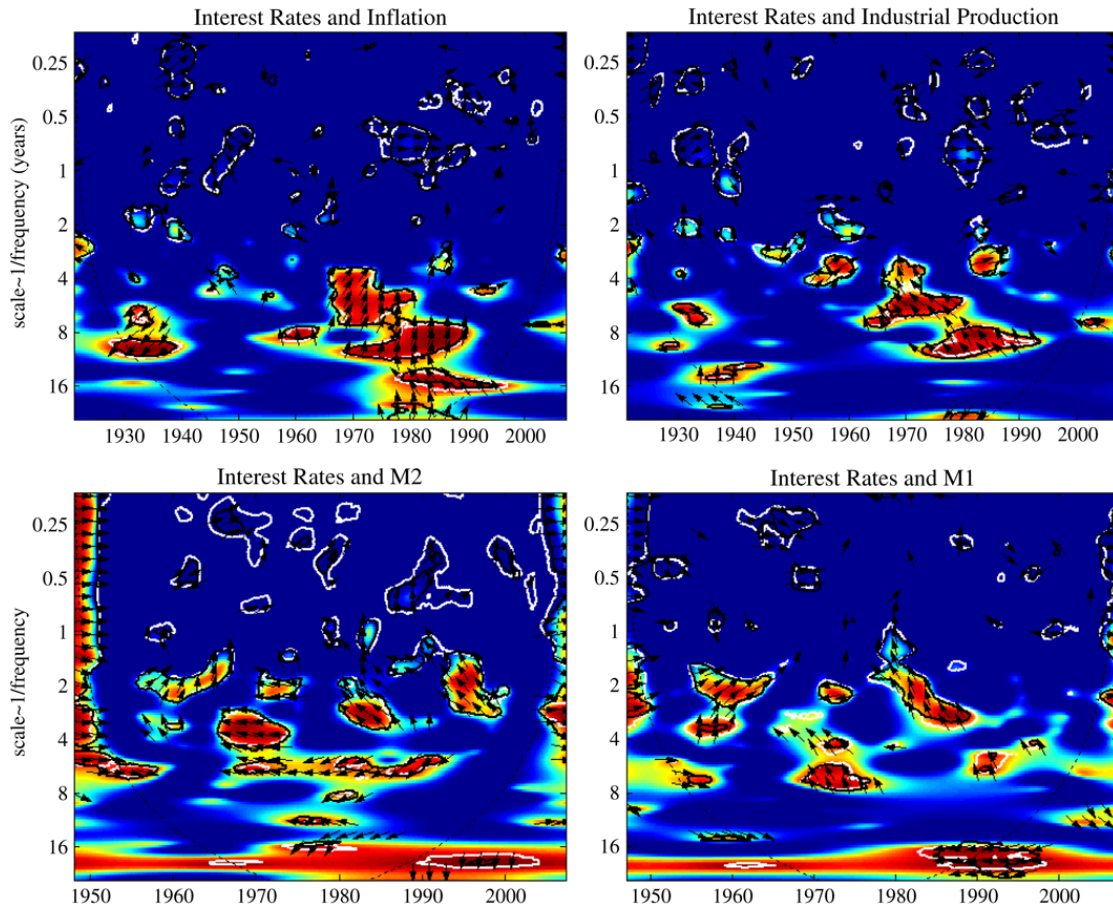 Interest Rates and Inflation
Interest Rates and Industrial Production
scale~1/frequency (years)
0.25
0.5
1
2
4
8
16
1930 1940 1950 1960 1970 1980 1990 2000
0.25
0.5
1
2
4
8
16
1930 1940 1950 1960 1970 1980 1990 2000
Interest Rates and M2
Interest Rates and M1
scale~1/frequency
0.25
0.5
1
2
4
8
16
1950 1960 1970 1980 1990 2000
0.25
0.5
1
2
4
8
16
1950 1960 1970 1980 1990 2000